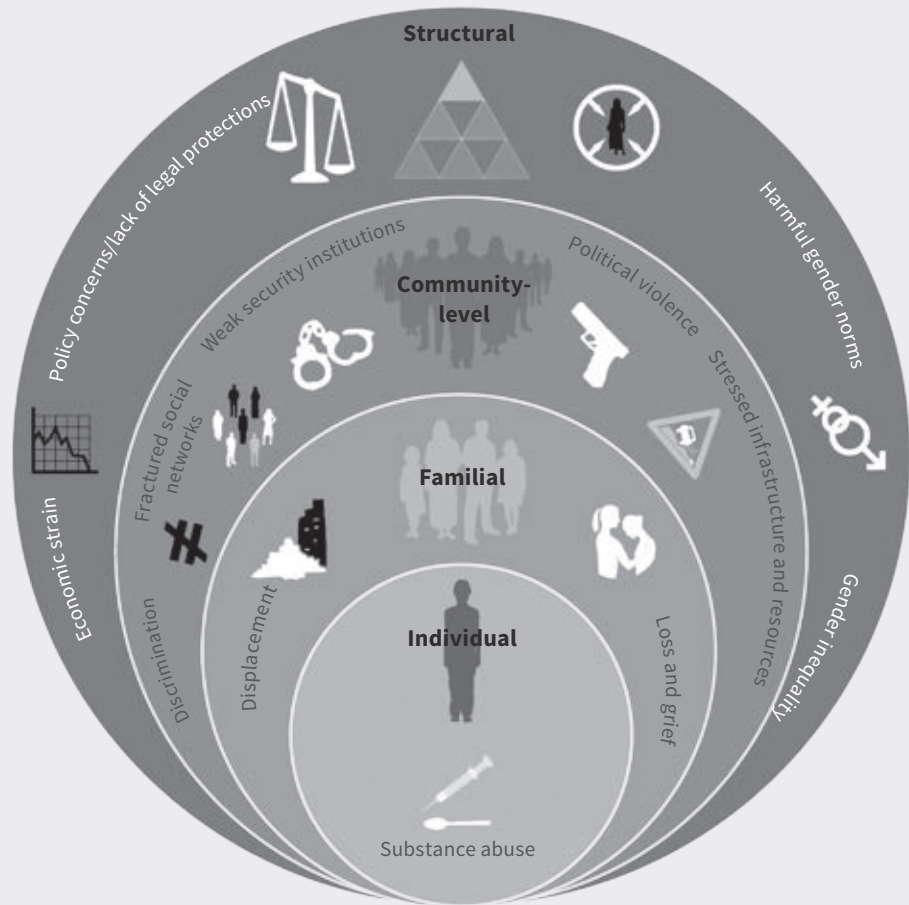 Structural
Policy concerns/lack of legal protections
Harmful gender norms
Economic strain
Gender inequality
Community-
level
Weak security institutions
Political violence
Fractured social
networks
Stressed infrastructure and resources
Discrimination
Familial
Displacement
Loss and grief
Individual
Substance abuse